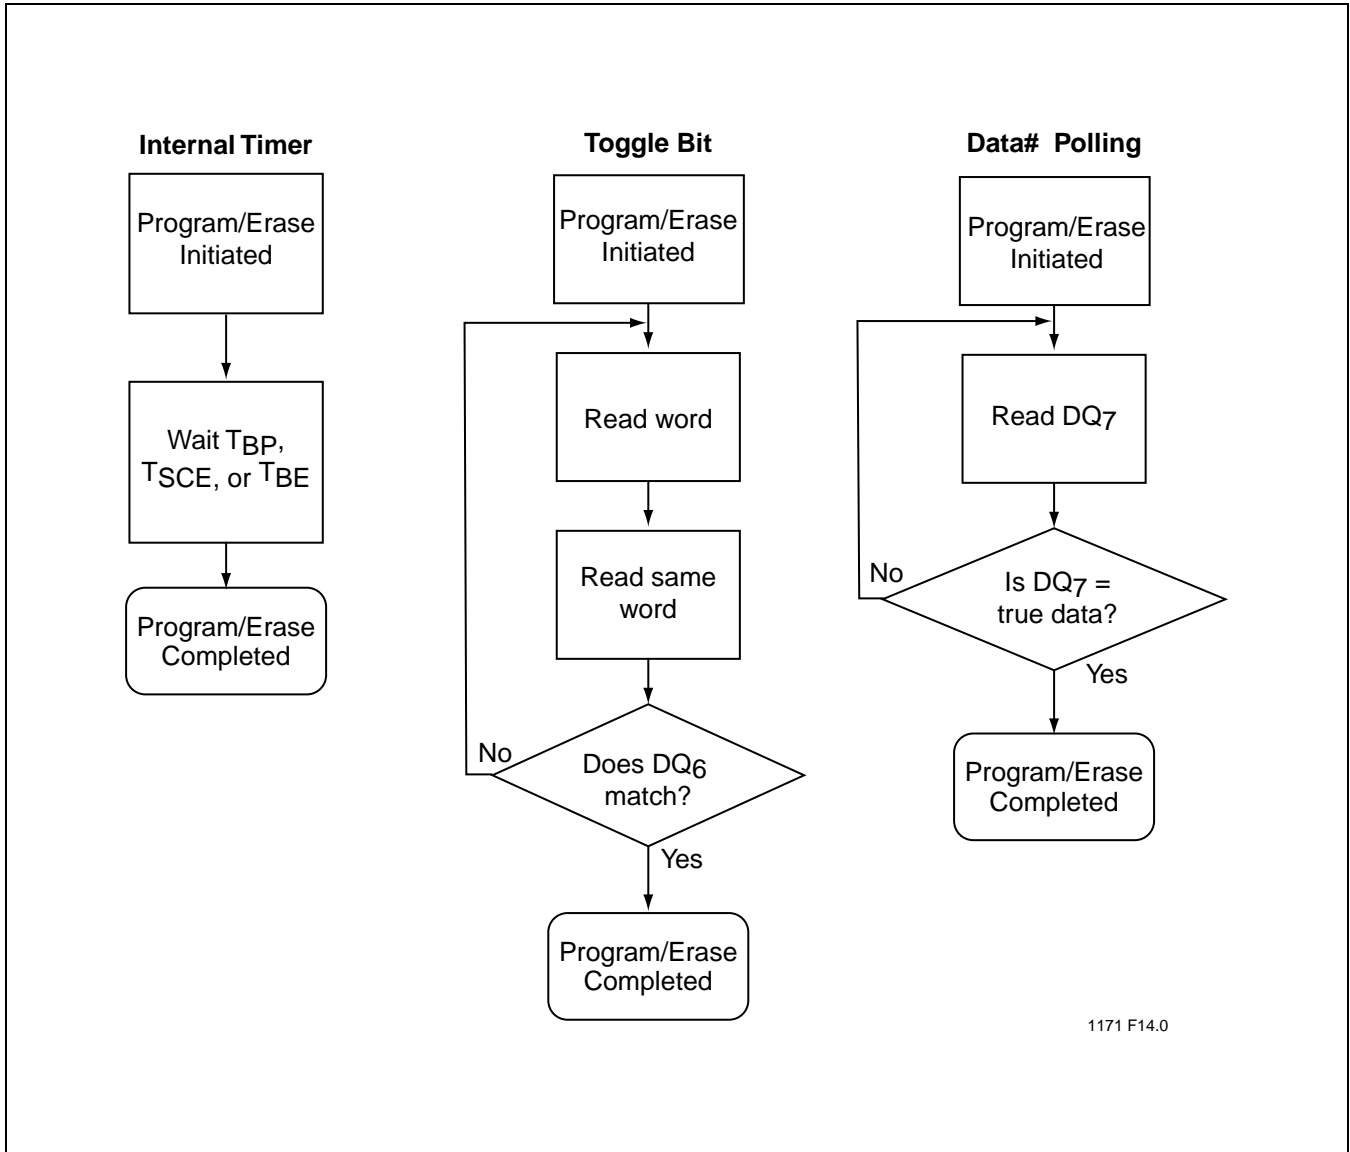 Internal Timer
Program/Erase
Initiated
Wait TBP,
TSCE, or TBE
Program/Erase
Completed
Toggle Bit
Program/Erase
Initiated
Read word
Read same
word
Does DQ6
match?
No
Yes
Program/Erase
Completed
Data# Polling
Program/Erase
Initiated
Read DQ7
Is DQ7 =
true data?
No
Yes
Program/Erase
Completed
1171 F14.0